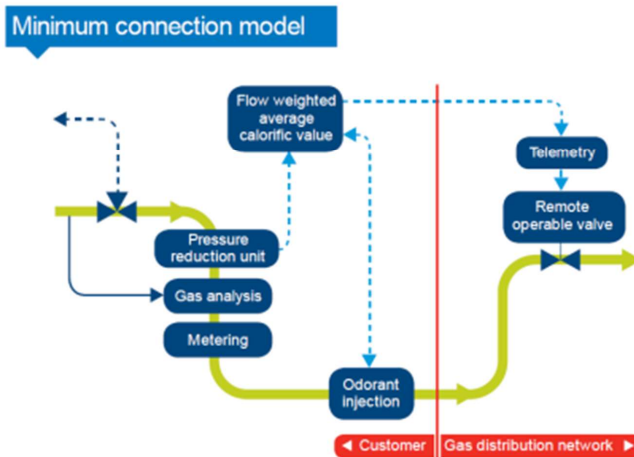 Minimum connection model
Flow weighted
average
calorific value
Telemetry
Remote
operable valve
Pressure
reduction unit
Gas analysis
Metering
Odorant
injection
Customer
Gas distribution network